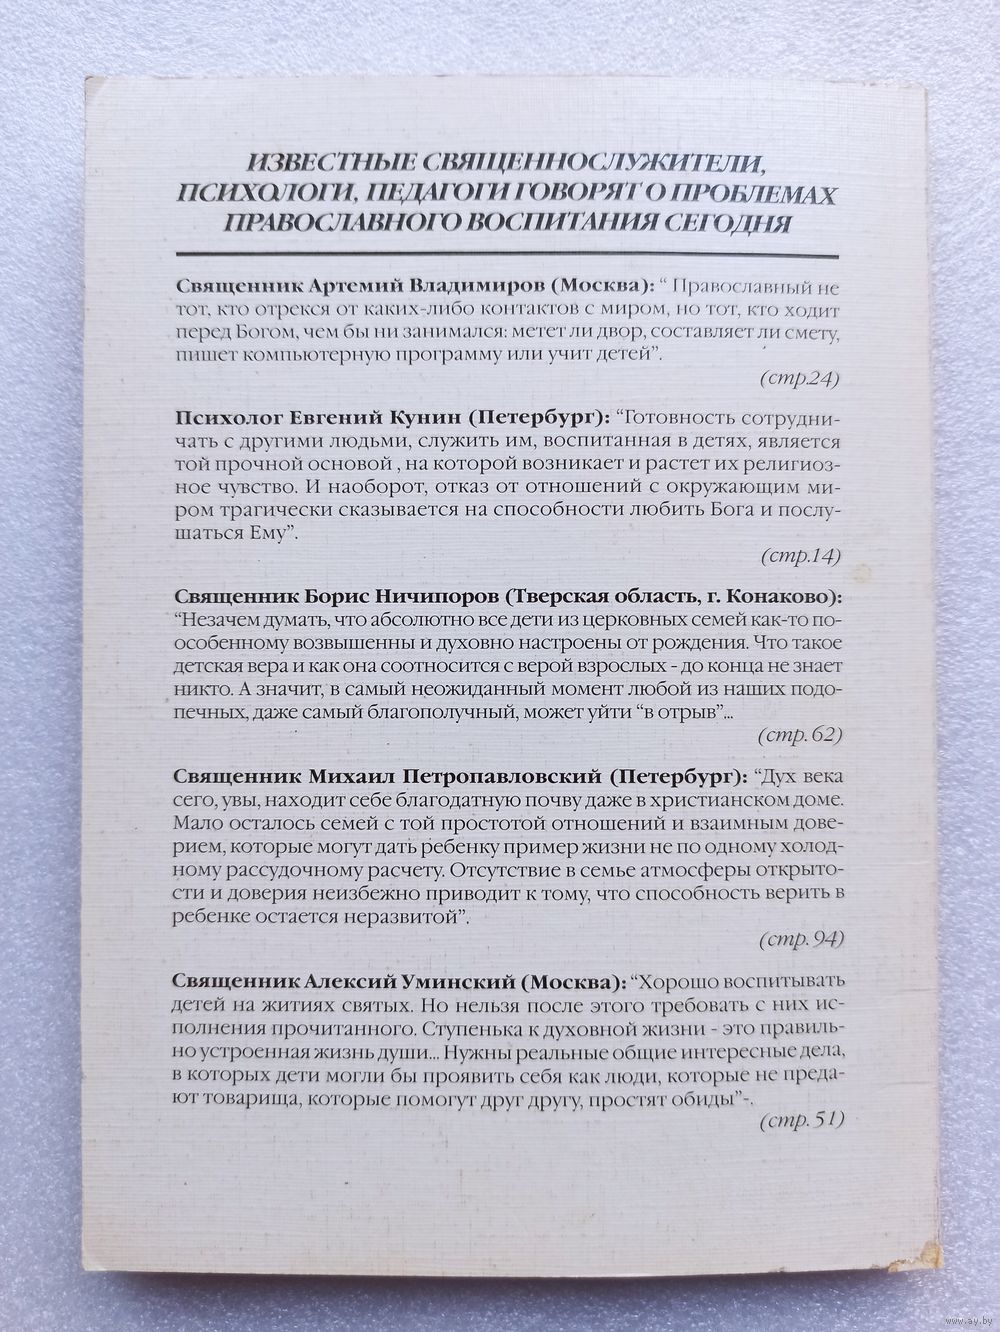 ИЗВЕСТНЫЕ СВЯЩЕННОСЛУЖИТЕЛИ,
ПСИХОЛОГИ, ПЕДАГОГИ ГОВОРЯТ О ПРОБЛЕМАХ
ПРАВОСЛАВНОГО ВОСПИТАНИЯ СЕГОДНЯ
Священник Артемий Владимиров (Москва): “ Православный не
тот, кто отрекся от каких-либо контактов с миром, но тот, кто ходит
перед Богом, чем бы ни занимался: метет ли двор, составляет ли смету,
пишет компьютерную программу или учит детей”.
(стр.24)
Психолог Евгений Кунин (Петербург): “Готовность сотрудни-
чать с другими людьми, служить им, воспитанная в детях, является
той прочной основой , на которой возникает и растет их религиоз-
ное чувство. И наоборот, отказ от отношений с окружающим ми-
ром трагически сказывается на способности любить Бога и послу-
шаться Ему”.
(стр.14)
Священник Борис Ничипоров (Тверская область, г. Конаково):
“Незачем думать, что абсолютно все дети из церковных семей как-то по-
особенному возвышенны и духовно настроены от рождения. Что такое
детская вера и как она соотносится с верой взрослых - до конца не знает
никто. А значит, в самый неожиданный момент любой из наших подо-
печных, даже самый благополучный, может уйти “в отрыв”...
(стр. 62)
Священник Михаил Петропавловский (Петербург): “Дух века
сего, увы, находит себе благодатную почву даже в христианском доме.
Мало осталось семей с той простотой отношений и взаимным дове-
рием, которые могут дать ребенку пример жизни не по одному холод-
ному рассудочному расчету. Отсутствие в семье атмосферы открыто-
сти и доверия неизбежно приводит к тому, что способность верить в
ребенке остается неразвитой”.
(стр. 94)
Священник Алексий Уминский (Москва): “Хорошо воспитывать
детей на житиях святых. Но нельзя после этого требовать с них ис-
полнения прочитанного. Ступенька к духовной жизни - это правиль-
но устроенная жизнь души... Нужны реальные общие интересные дела,
в которых дети могли бы проявить себя как люди, которые не преда-
ют товарища, которые помогут друг другу, простят обиды”-.
(стр. 51)
www.ay.by